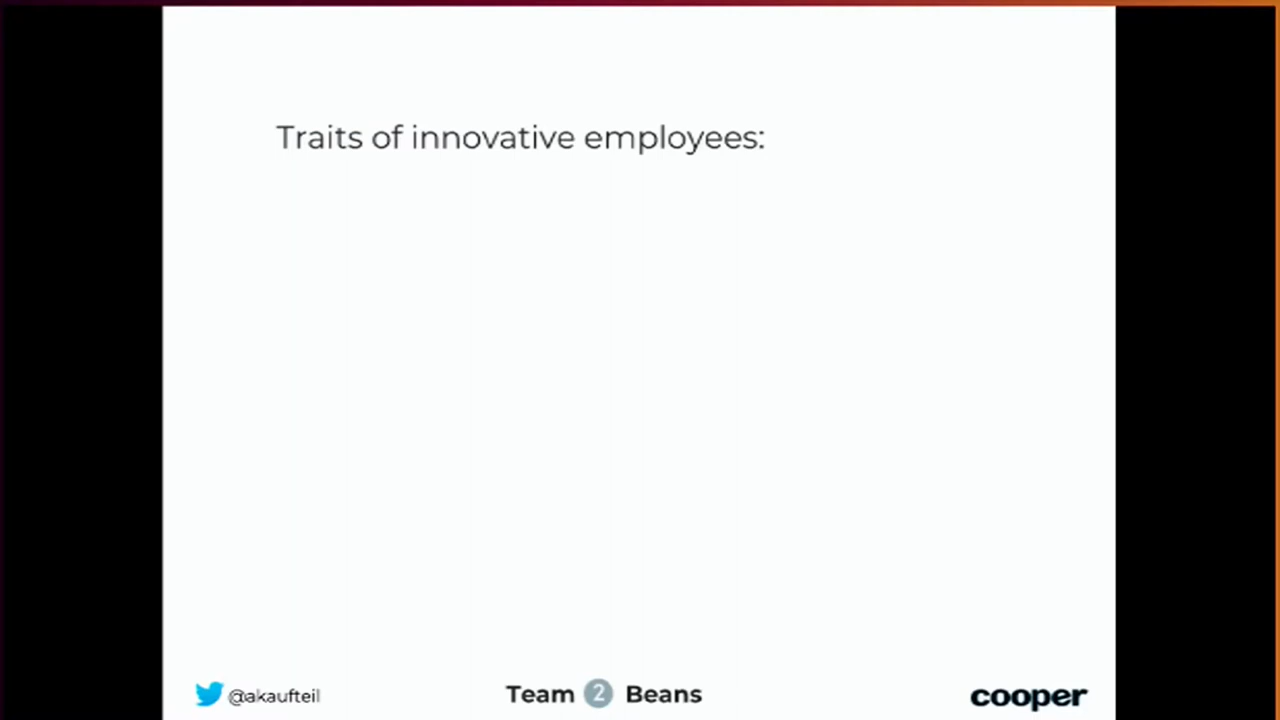 Traits of innovative employees:
@akaufteil
Team 2 Beans
cooper